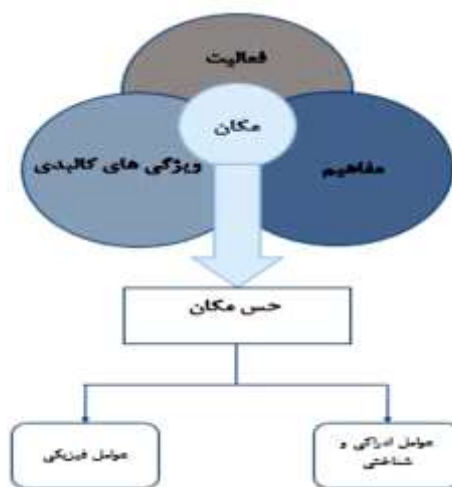 فعالیت
مکان
مفاهیم
ویژگی های کالبدی
حس مکان
عوامل ادراکی و
شناختی
عوامل فیزیکی